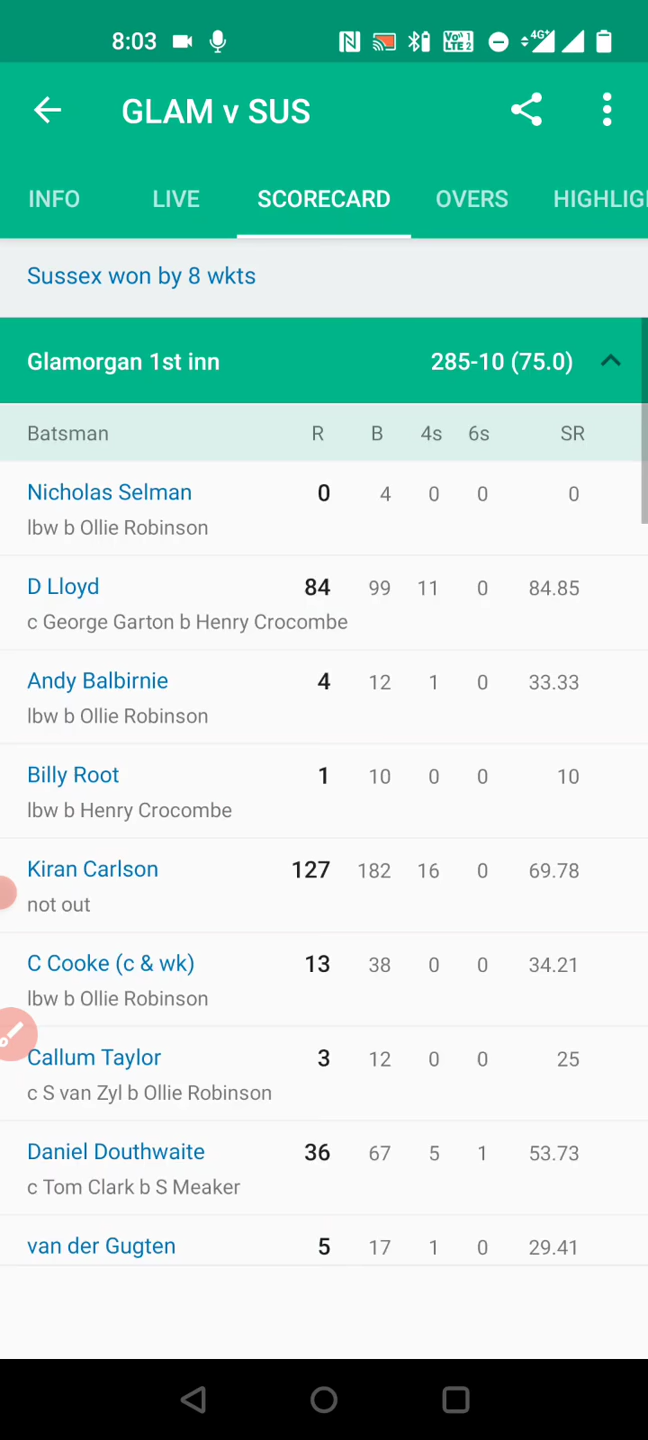 8:03 Vo)) 1 LTE 2 4G+
GLAM v SUS
INFO LIVE SCORECARD OVERS HIGHLIG
Sussex won by 8 wkts
Glamorgan 1st inn 285-10 (75.0)
Batsman R B 4s 6s SR
Nicholas Selman 0 4 0 0 0
lbw b Ollie Robinson
D Lloyd 84 99 11 0 84.85
c George Garton b Henry Crocombe
Andy Balbirnie 4 12 1 0 33.33
lbw b Ollie Robinson
Billy Root 1 10 0 0 10
lbw b Henry Crocombe
Kiran Carlson 127 182 16 0 69.78
not out
C Cooke (c & wk) 13 38 0 0 34.21
lbw b Ollie Robinson
Callum Taylor 3 12 0 0 25
c S van Zyl b Ollie Robinson
Daniel Douthwaite 36 67 5 1 53.73
c Tom Clark b S Meaker
van der Gugten 5 17 1 0 29.41